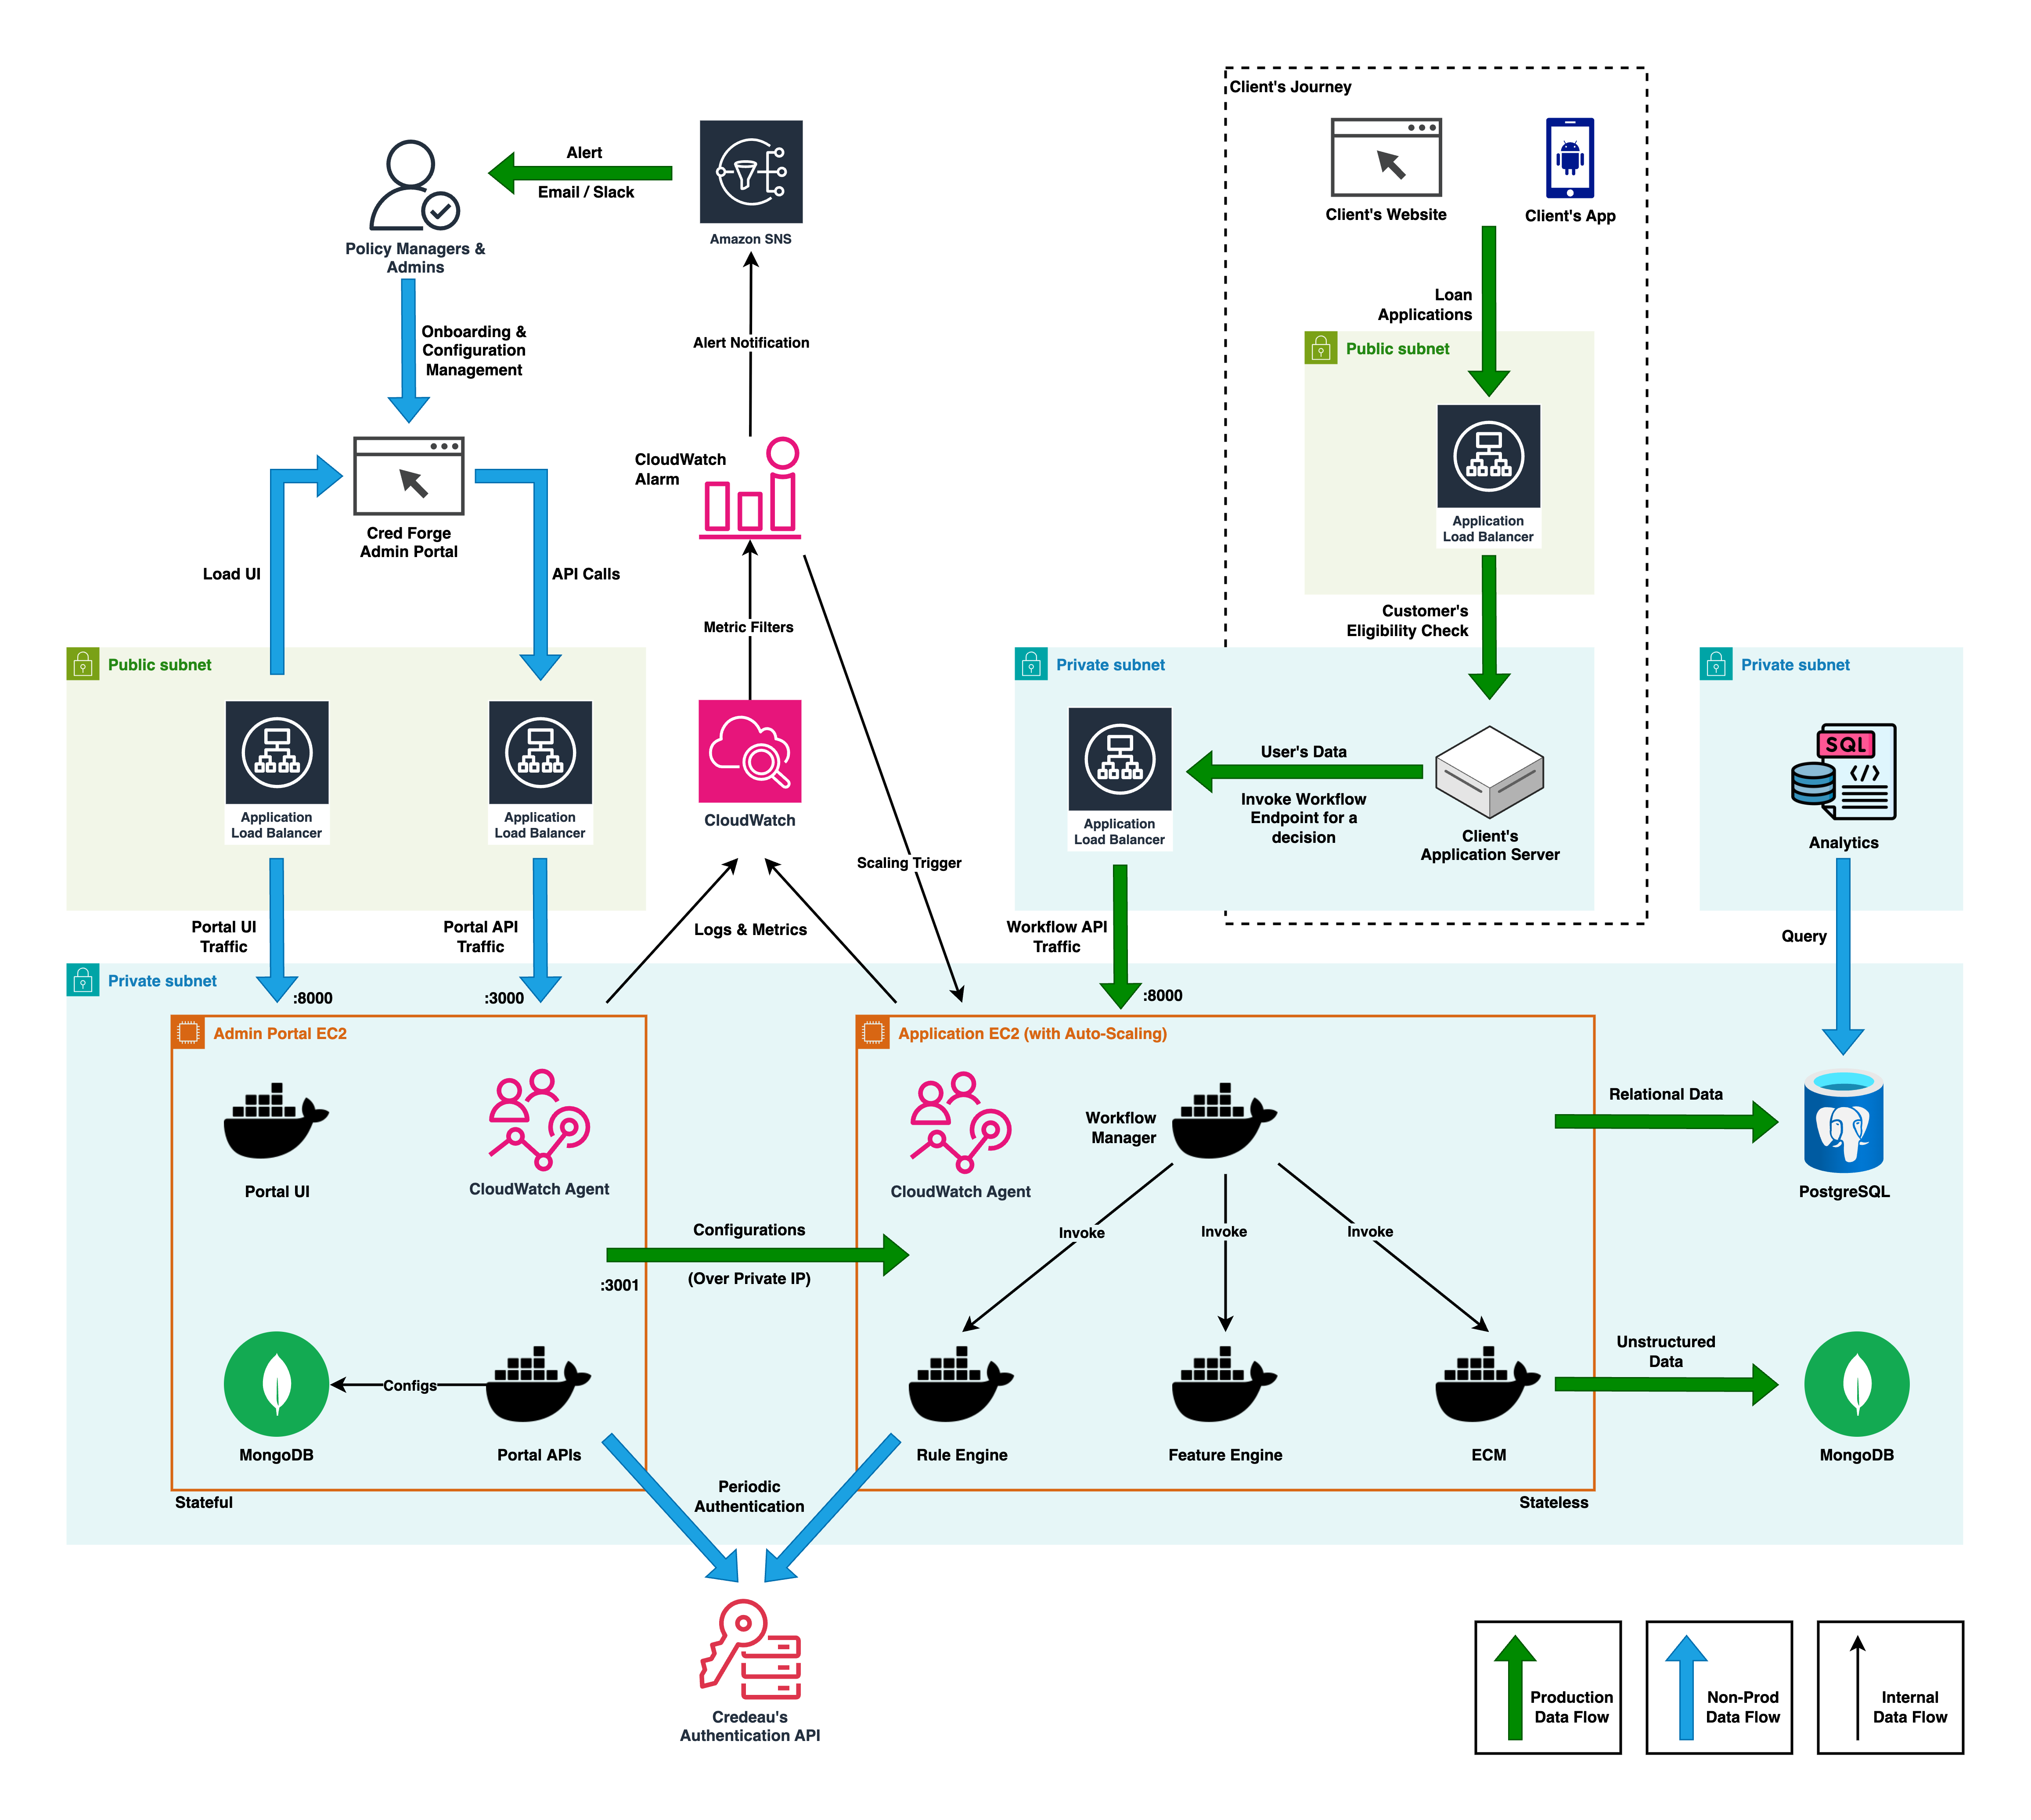 Client's Journey
Client's Website
Client's App
Alert
Email / Slack
Amazon SNS
Policy Managers &
Admins
Loan
Applications
Onboarding &
Configuration
Management
Alert Notification
Public subnet
CloudWatch
Alarm
Cred Forge
Admin Portal
Application
Load Balancer
Load UI
API Calls
Metric Filters
Customer's
Eligibility Check
Public subnet
Private subnet
Private subnet
SQL
</>
User's Data
Invoke Workflow
Endpoint for a
decision
Application
Load Balancer
Application
Load Balancer
CloudWatch
Application
Load Balancer
Client's
Application Server
Analytics
Scaling Trigger
Portal UI
Traffic
Portal API
Traffic
Logs & Metrics
Workflow API
Traffic
Query
Private subnet
:8000
:3000
:8000
Admin Portal EC2
Application EC2 (with Auto-Scaling)
Workflow
Manager
Relational Data
Portal UI
CloudWatch Agent
CloudWatch Agent
PostgreSQL
Configurations
(Over Private IP)
:3001
Invoke
Invoke
Invoke
Unstructured
Data
Configs
MongoDB
Portal APIs
Rule Engine
Feature Engine
ECM
MongoDB
Periodic
Authentication
Stateful
Stateless
Credeau's
Authentication API
Production
Data Flow
Non-Prod
Data Flow
Internal
Data Flow